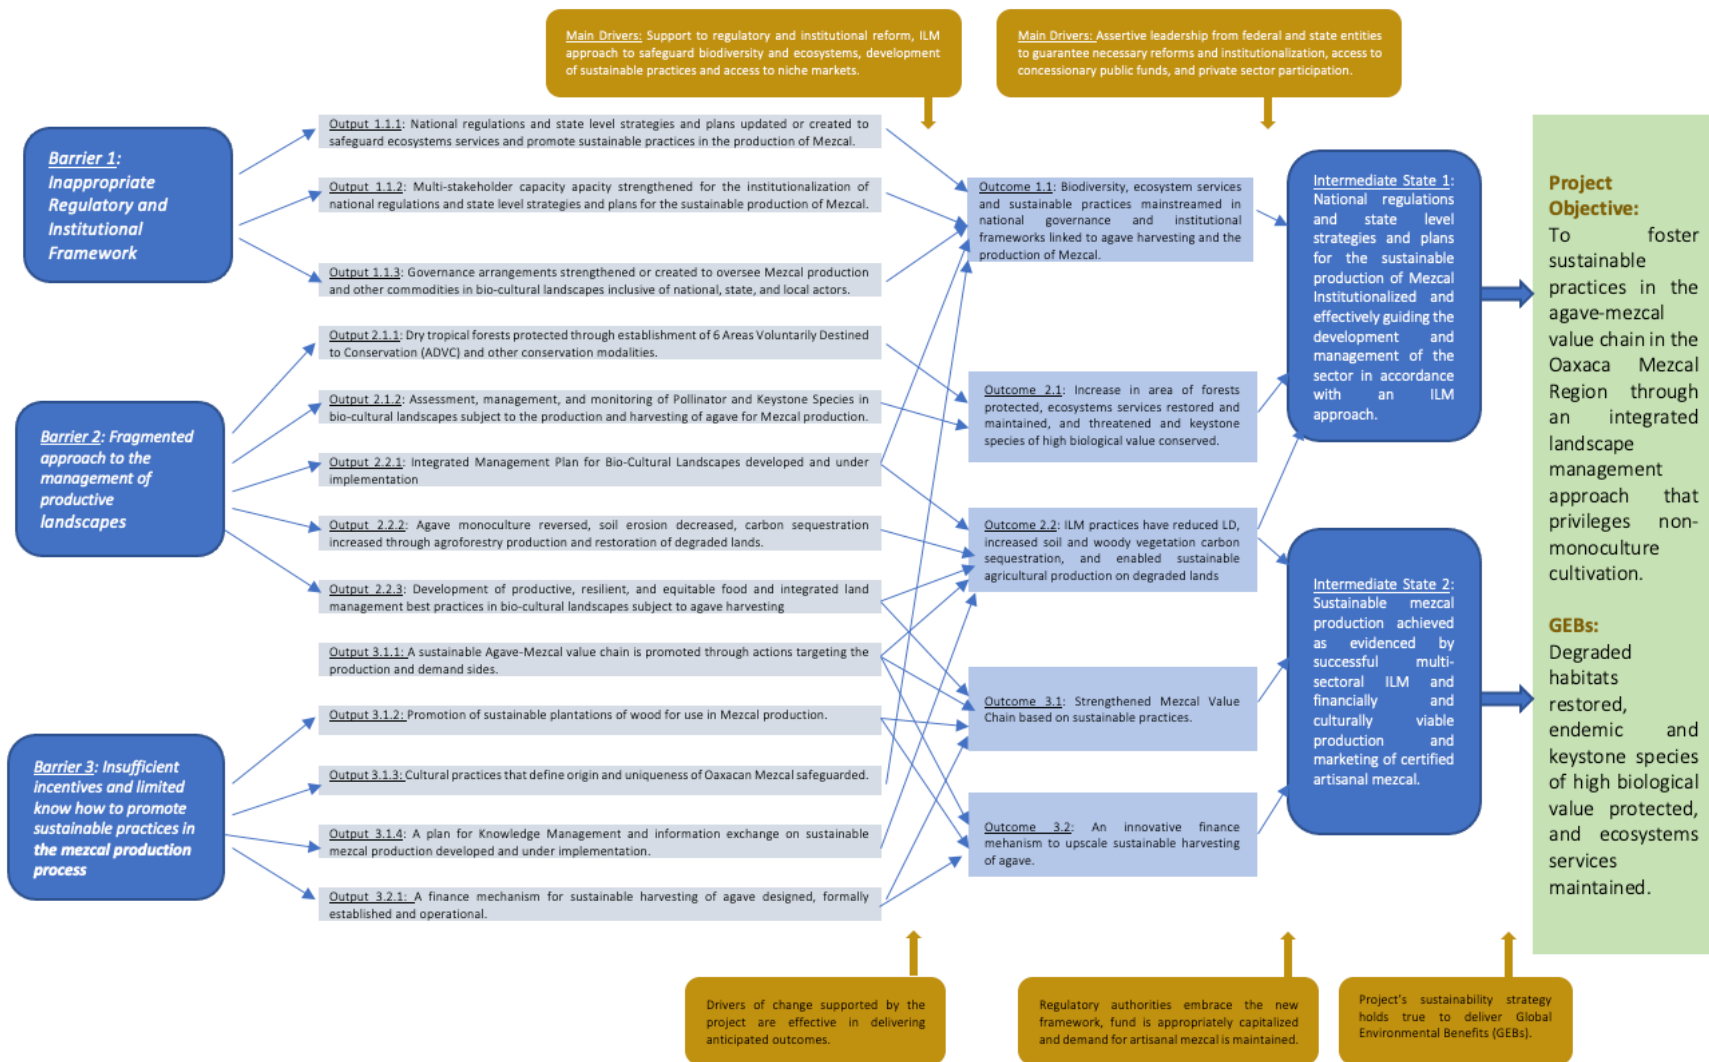 Main Drivers: Support to regulatory and institutional reform, ILM
approach to safeguard biodiversity and ecosystems, development
of sustainable practices and access to niche markets.
Main Drivers: Assertive leadership from federal and state entities
to guarantee necessary reforms and institutionalization, access to
concessionary public funds, and private sector participation.
Barrier 1:
Inappropriate
Regulatory and
Institutional
Framework
Barrier 2: Fragmented
approach to the
management of
productive
landscapes
Barrier 3: Insufficient
incentives and limited
know how to promote
sustainable practices in
the mezcal production
process
Output 1.1.1: National regulations and state level strategies and plans updated or created to
safeguard ecosystems services and promote sustainable practices in the production of Mezcal.
Output 1.1.2: Multi-stakeholder capacity apacity strengthened for the institutionalization of
national regulations and state level strategies and plans for the sustainable production of Mezcal.
Output 1.1.3: Governance arrangements strengthened or created to oversee Mezcal production
and other commodities in bio-cultural landscapes inclusive of national, state, and local actors.
Output 2.1.1: Dry tropical forests protected through establishment of 6 Areas Voluntarily Destined
to Conservation (ADVC) and other conservation modalities.
Output 2.1.2: Assessment, management, and monitoring of Pollinator and Keystone Species in
bio-cultural landscapes subject to the production and harvesting of agave for Mezcal production.
Output 2.2.1: Integrated Management Plan for Bio-Cultural Landscapes developed and under
implementation
Output 2.2.2: Agave monoculture reversed, soil erosion decreased, carbon sequestration
increased through agroforestry production and restoration of degraded lands.
Output 2.2.3: Development of productive, resilient, and equitable food and integrated land
management best practices in bio-cultural landscapes subject to agave harvesting
Output 3.1.1: A sustainable Agave-Mezcal value chain is promoted through actions targeting the
production and demand sides.
Output 3.1.2: Promotion of sustainable plantations of wood for use in Mezcal production.
Output 3.1.3: Cultural practices that define origin and uniqueness of Oaxacan Mezcal safeguarded.
Output 3.1.4: A plan for Knowledge Management and information exchange on sustainable
mezcal production developed and under implementation.
Output 3.2.1: A finance mechanism for sustainable harvesting of agave designed, formally
established and operational.
Outcome 1.1: Biodiversity, ecosystem services
and sustainable practices mainstreamed in
national governance and institutional
frameworks linked to agave harvesting and the
production of Mezcal.
Outcome 2.1: Increase in area of forests
protected, ecosystems services restored and
maintained, and threatened and keystone
species of high biological value conserved.
Outcome 2.2: ILM practices have reduced LD,
increased soil and woody vegetation carbon
sequestration, and enabled sustainable
agricultural production on degraded lands
Outcome 3.1: Strengthened Mezcal Value
Chain based on sustainable practices.
Outcome 3.2: An innovative finance
mehanism to upscale sustainable harvesting
of agave.
Intermediate State 1:
National regulations
and state level
strategies and plans
for the sustainable
production of Mezcal
Institutionalized and
effectively guiding the
development and
management of the
sector in accordance
with an ILM
approach.
Intermediate State 2:
Sustainable mezcal
production achieved
as evidenced by
successful multi-
sectoral ILM and
financially and
culturally viable
production and
marketing of certified
artisanal mezcal.
Project
Objective:
To foster
sustainable
practices in the
agave-mezcal
value chain in the
Oaxaca Mezcal
Region through
an integrated
landscape
management
approach that
privileges non-
monoculture
cultivation.
GEBs:
Degraded
habitats
restored,
endemic and
keystone species
of high biological
value protected,
and ecosystems
services
maintained.
Drivers of change supported by the
project are effective in delivering
anticipated outcomes.
Regulatory authorities embrace the new
framework, fund is appropriately capitalized
and demand for artisanal mezcal is maintained.
Project's sustainability strategy
holds true to deliver Global
Environmental Benefits (GEBs).